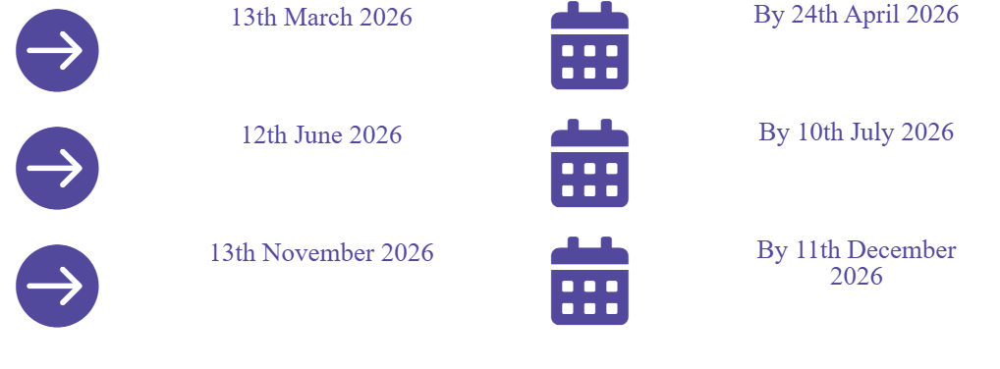 13th March 2026
By 24th April 2026
12th June 2026
By 10th July 2026
13th November 2026
By 11th December
2026